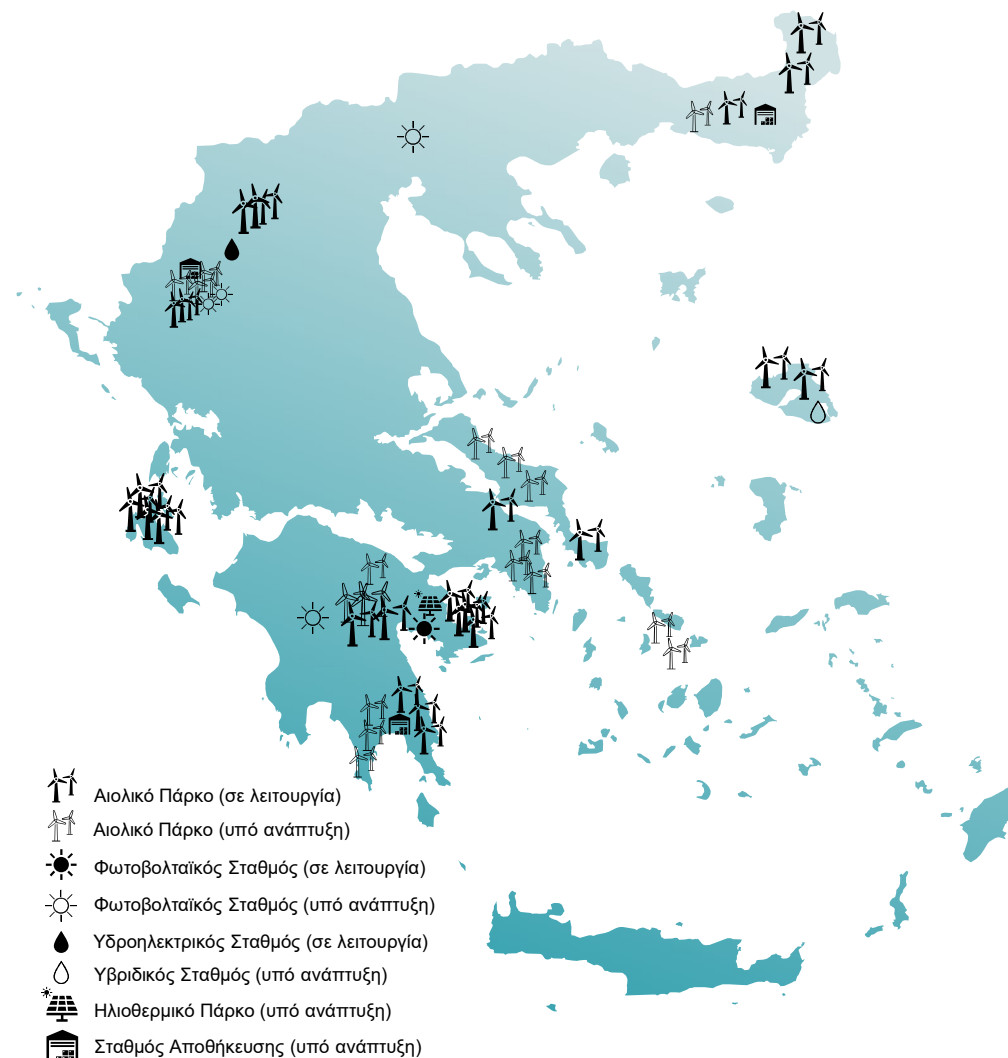 Αιολικό Πάρκο (σε λειτουργία)
Αιολικό Πάρκο (υπό ανάπτυξη)
Φωτοβολταϊκός Σταθμός (σε λειτουργία)
Φωτοβολταϊκός Σταθμός (υπό ανάπτυξη)
Υδροηλεκτρικός Σταθμός (σε λειτουργία)
Υβριδικός Σταθμός (υπό ανάπτυξη)
Ηλιοθερμικό Πάρκο (υπό ανάπτυξη)
Σταθμός Αποθήκευσης (υπό ανάπτυξη)